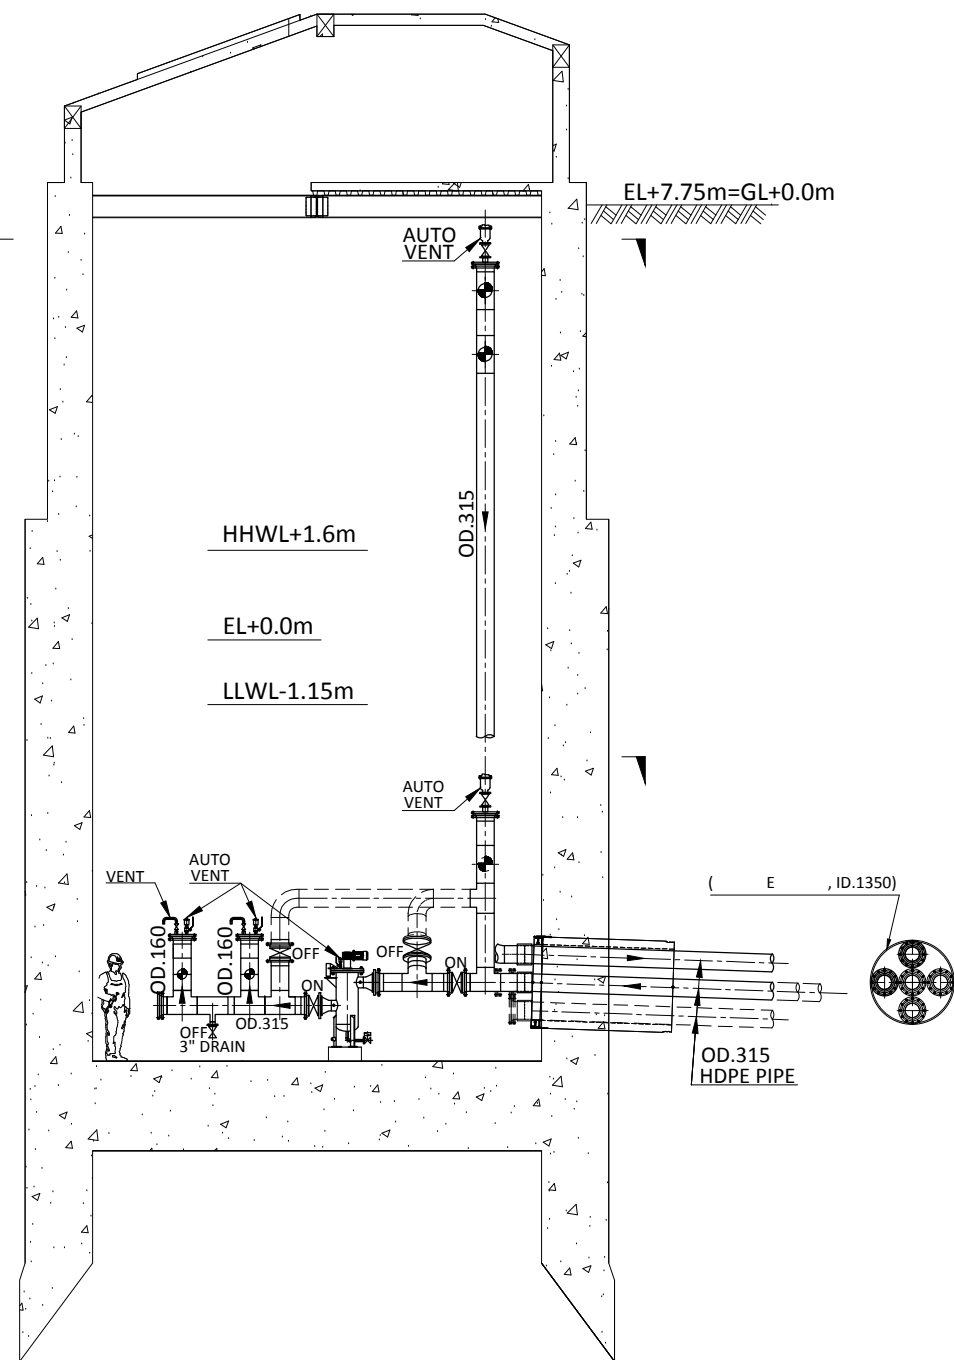 EL+7.75m=GL+0.0m
AUTO
VENT
OD.315
HHWL+1.6m
EL+0.0m
LLWL-1.15m
AUTO
VENT
AUTO
VENT
VENT
( E , ID.1350)
OD.160
OD.160
OFF
OFF
ON
ON
OD.315
OFF
3" DRAIN
OD.315
HDPE PIPE